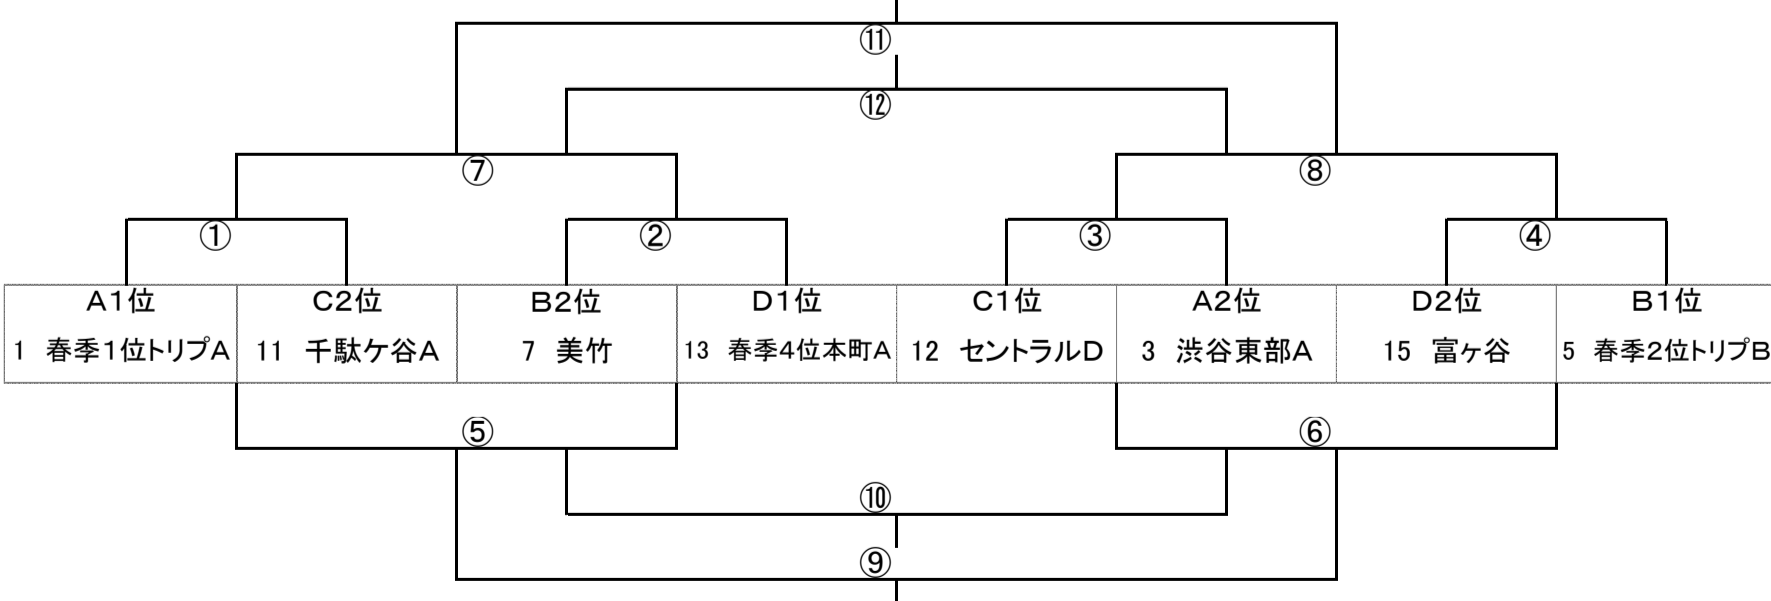 ⑪
⑫
⑦ ⑧
① ② ③ ④
A1位 C2位 B2位 D1位 C1位 A2位 D2位 B1位
1 春季1位トリプA 11 千駄ケ谷A 7 美竹 13 春季4位本町A 12 セントラルD 3 渋谷東部A 15 富ヶ谷 5 春季2位トリプB
⑤ ⑥
⑩
⑨